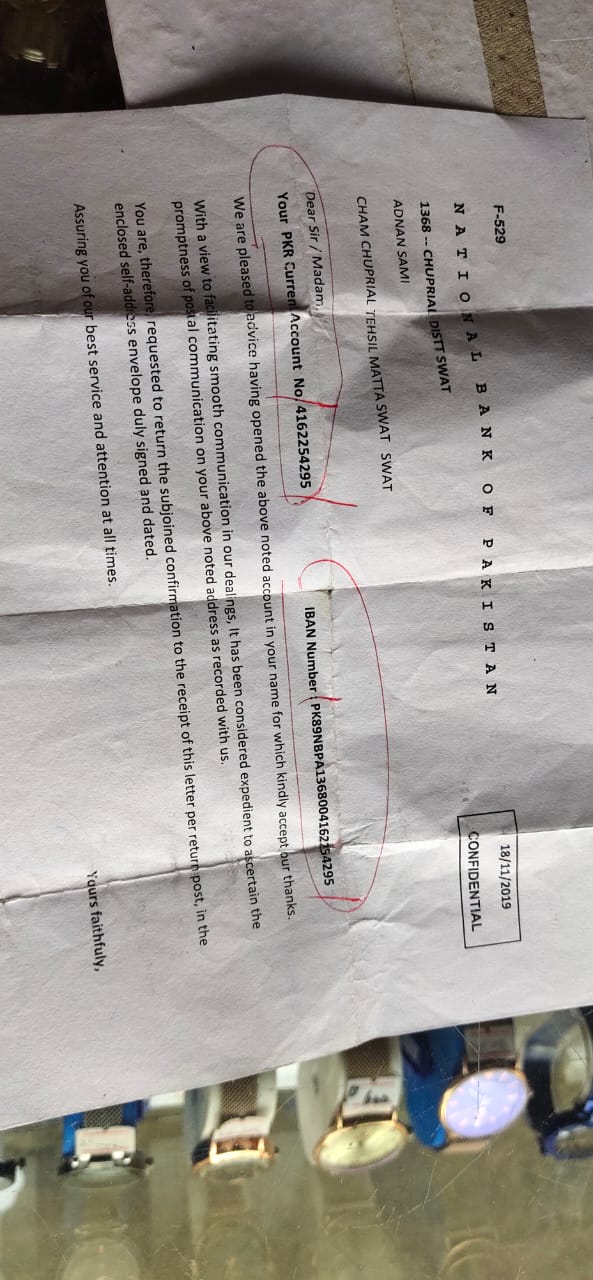 F-529
18/11/2019
CONFIDENTIAL
NATIONAL BANK OF PAKISTAN
1368 -- CHUPRIAL DISTT SWAT
ADNAN SAMI
CHAM CHUPRIAL TEHSIL MATTA SWAT SWAT
Dear Sir / Madam,
Your PKR Current Account No 4162254295 IBAN Number : PK89NBPA1368004162254295
We are pleased to advice having opened the above noted account in your name for which kindly accept our thanks.
With a view to facilitating smooth communication in our dealings, It has been considered expedient to ascertain the
promptness of postal communication on your above noted address as recorded with us.
You are, therefore, requested to return the subjoined confirmation to the receipt of this letter per return post, in the
enclosed self-address envelope duly signed and dated.
Assuring you of our best service and attention at all times.
Yours faithfully,